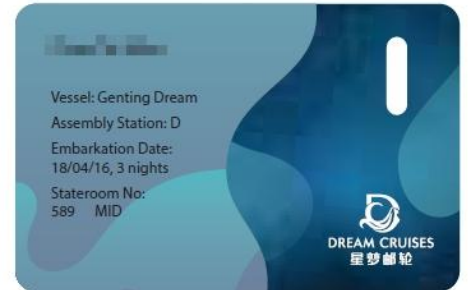 Vessel: Genting Dream
Assembly Station: D
Embarkation Date:
18/04/16, 3 nights
Stateroom No:
589 MID
DREAM CRUISES
星梦邮轮